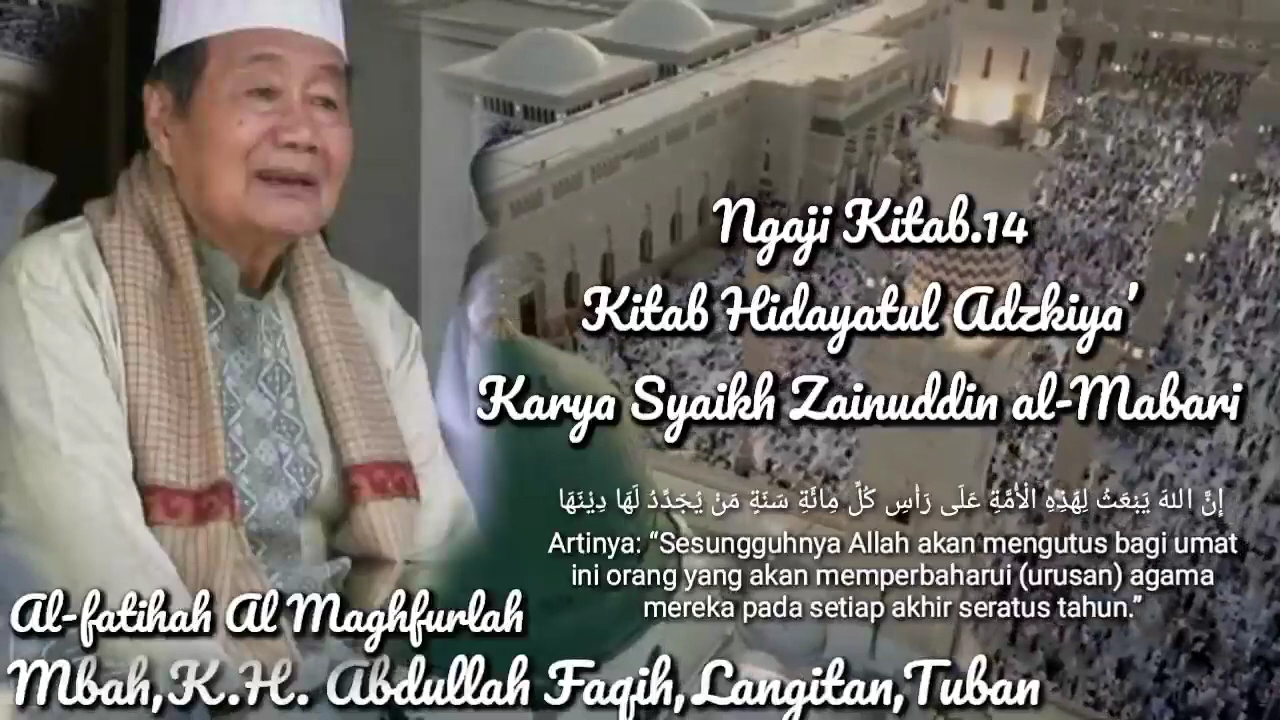 Ngaji Kitab.14
Kitab Hidayatul Adzkiya'
Karya Syaikh Zainuddin al-Mabari
إِنَّ اللهَ يَبْعَثُ لِهَذِهِ الْأُمَّةِ عَلَى رَأْسِ كُلِّ مِائَةِ سَنَةٍ مَنْ يُجَدِّدُ لَهَا دِيْنَهَا
Artinya: “Sesungguhnya Allah akan mengutus bagi umat
ini orang yang akan memperbaharui (urusan) agama
mereka pada setiap akhir seratus tahun.”
Al-fatihah Al Maghfurlah
Mbah,K.H. Abdullah Faqih,Langitan,Tuban